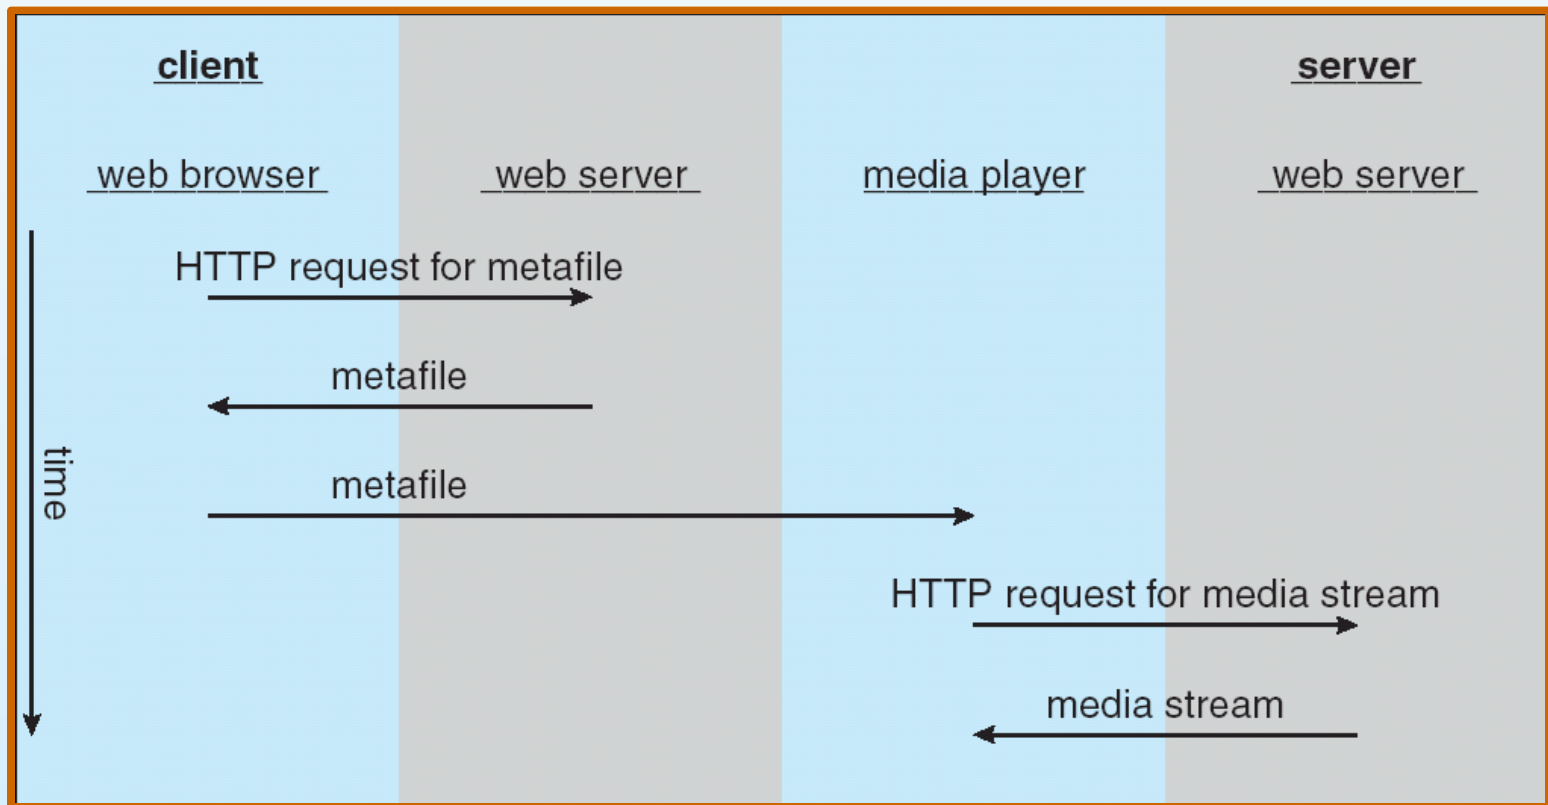 client
server
web browser
web server
media player
web server
HTTP request for metafile
metafile
time
metafile
HTTP request for media stream
media stream